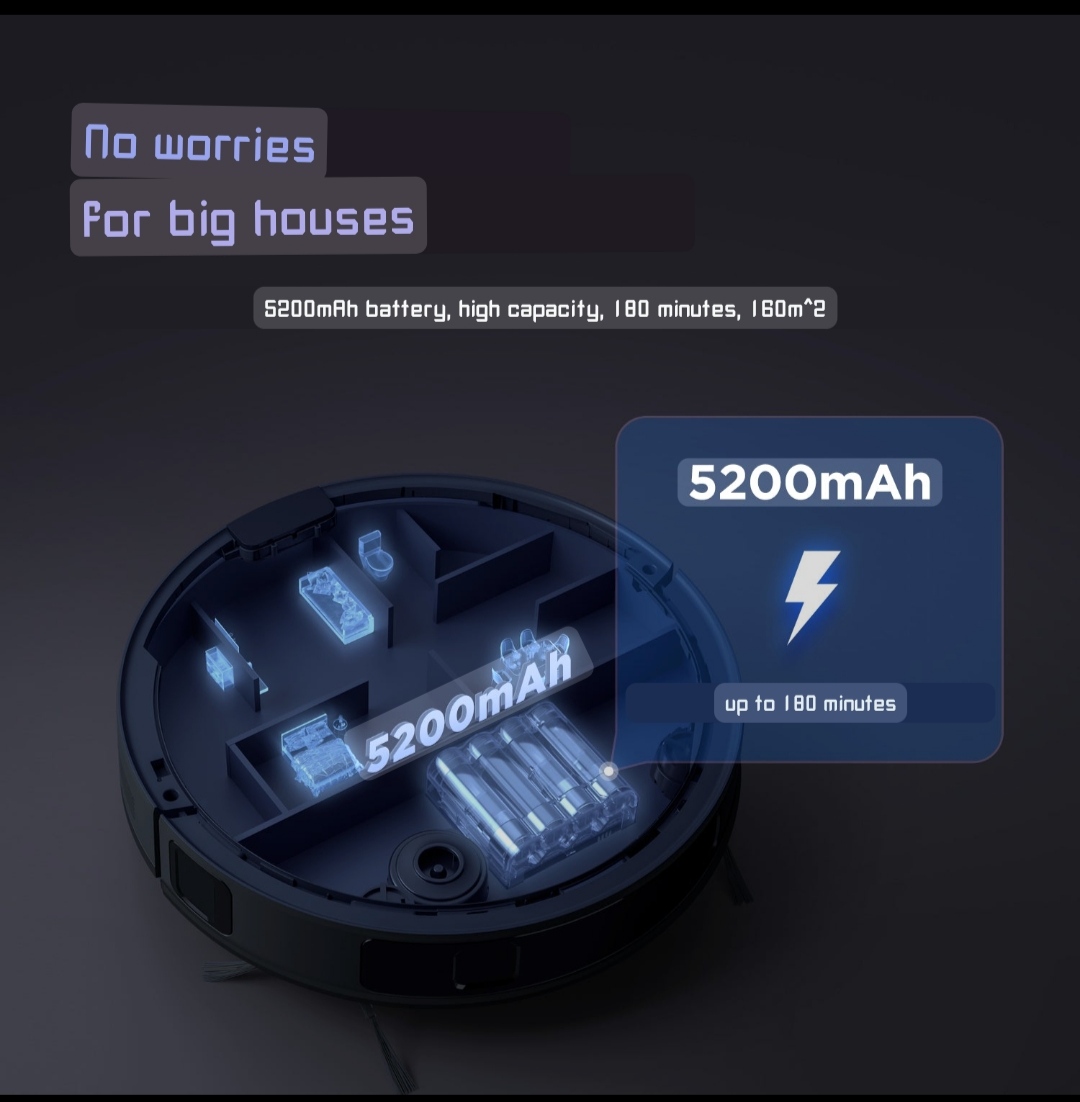 No worries
for big houses
5200mAh battery, high capacity, 180 minutes, 160m^2
5200mAh
up to 180 minutes
5200mAh